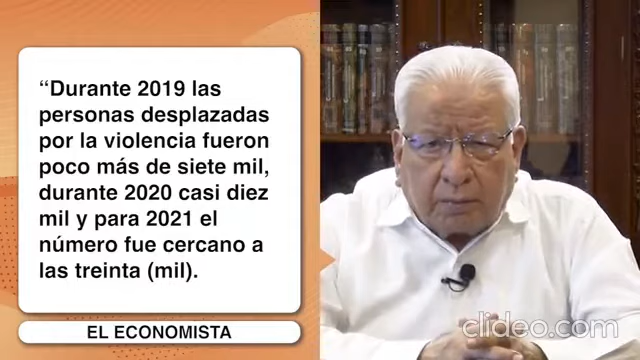 “Durante 2019 las
personas desplazadas
por la violencia fueron
poco más de siete mil,
durante 2020 casi diez
mil y para 2021 el
número fue cercano a
las treinta (mil).
EL ECONOMISTA
clideo.com